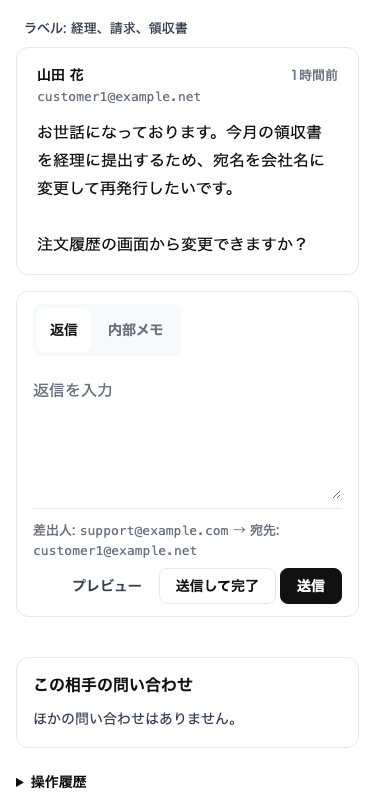 ラベル: 経理、請求、領収書
山田 花
1時間前
customer1@example.net
お世話になっております。今月の領収書
を経理に提出するため、宛名を会社名に
変更して再発行したいです。
注文履歴の画面から変更できますか？
返信
内部メモ
返信を入力
差出人: support@example.com → 宛先:
customer1@example.net
プレビュー
送信して完了
送信
この相手の問い合わせ
ほかの問い合わせはありません。
▶ 操作履歴